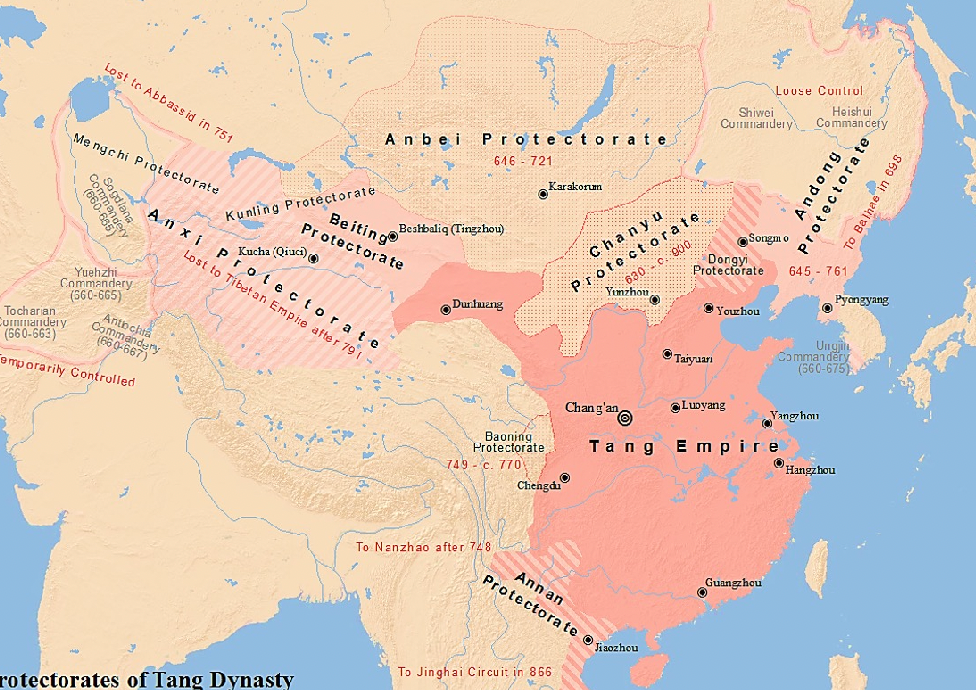 Lost to Abbassid in 751
Loose Control
Shiwei
Commandery
Heishui
Commandery
Anbei Protectorate
646 - 721
Mengchi Protectorate
Karakorum
Andong
Protectorate
Sogdiana
Commandery
(660-665)
Kunling Protectorate
To Balhae in 698
Chanyu
Protectorate
630 - c. 900
Beiting
Protectorate
Beshbaliq (Tingzhou)
Anxi Protectorate
Kucha (Qiuci)
Lost to Tibetan Empire after 791
Songmo
Dongyi
Protectorate
645 - 761
Yuezhi
Commandery
(660-665)
Yunzhou
Dunhuang
Youzhou
Pyongyang
Tocharian
Commandery
(660-663)
Commandery
(660-667)
Ungjin
Commandery
(660-675)
Taiyuan
Temporarily Controlled
Chang'an
Luoyang
Yangzhou
Baoning
Protectorate
749 - c. 770
Tang Empire
Hangzhou
Chengdu
To Nanzhao after 748
Annan
Protectorate
Guangzhou
Jiaozhou
To Jinghai Circuit in 866
rotectorates of Tang Dynasty